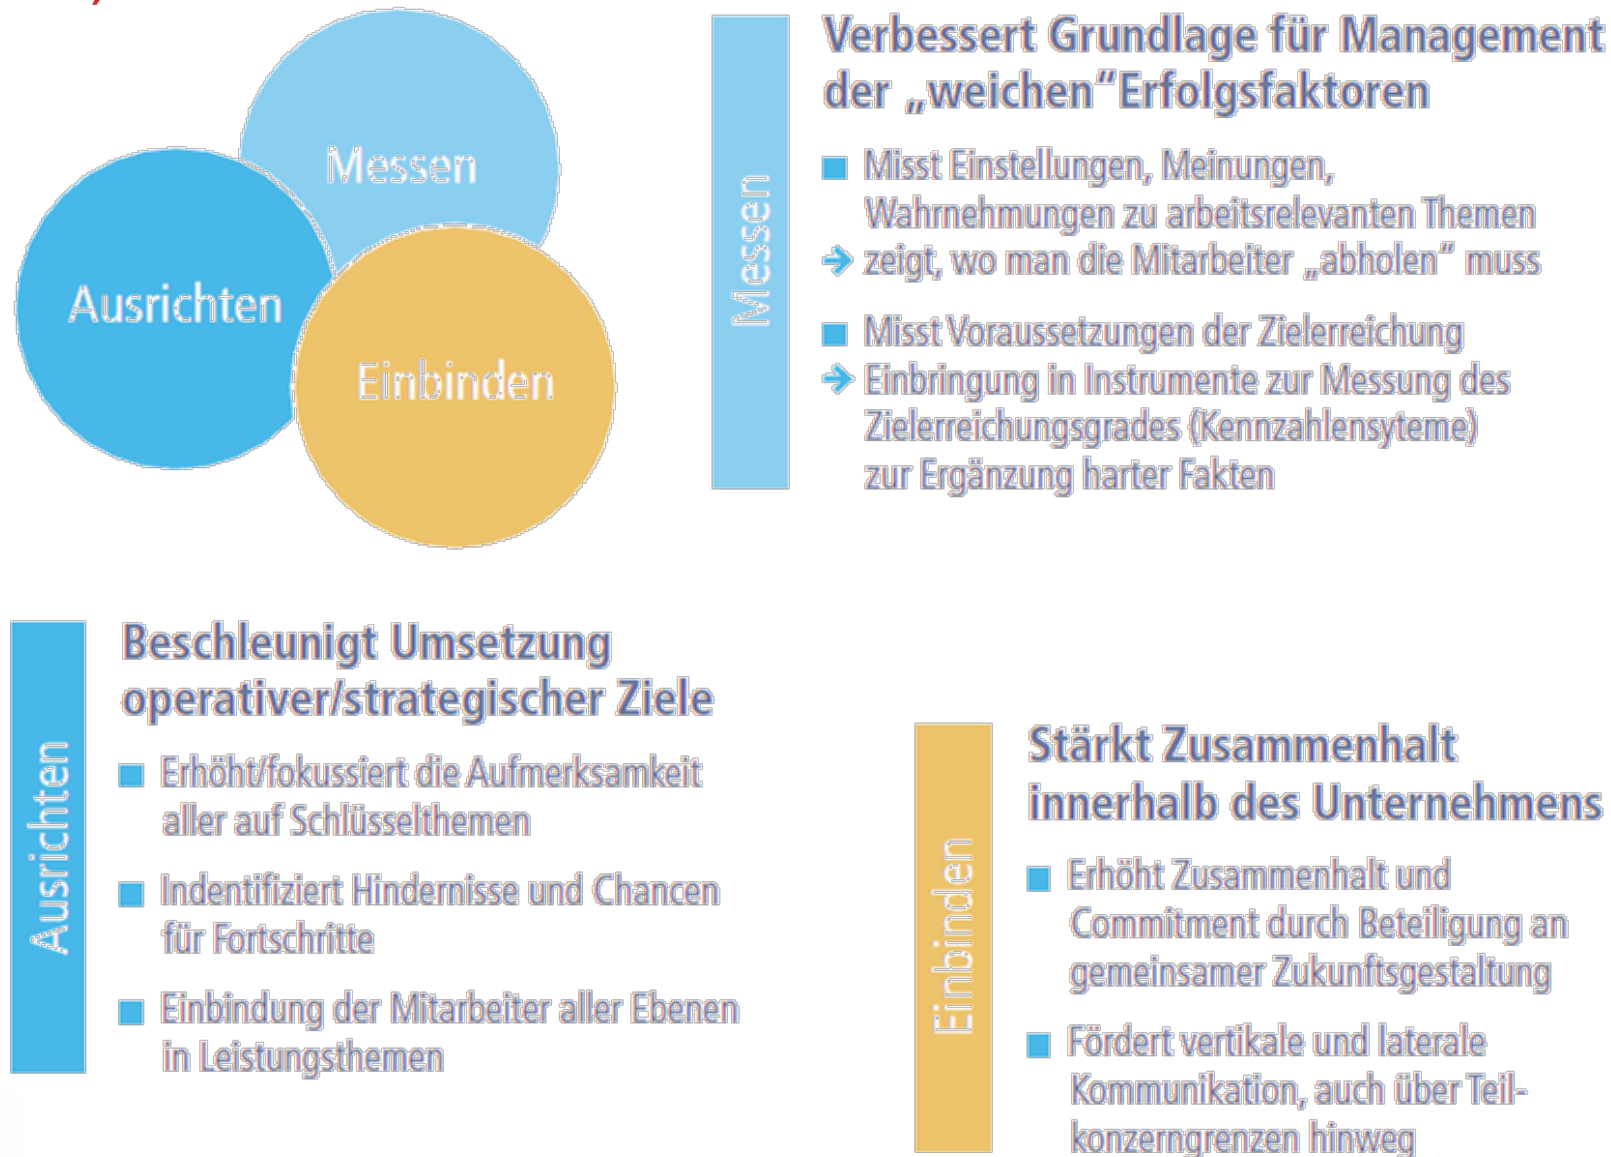 Messen
Ausrichten
Einbinden
Messen
Verbessert Grundlage für Management
der „weichen“Erfolgsfaktoren
Misst Einstellungen, Meinungen,
Wahrnehmungen zu arbeitsrelevanten Themen
→ zeigt, wo man die Mitarbeiter „abholen“ muss
Misst Voraussetzungen der Zielerreichung
→ Einbringung in Instrumente zur Messung des
Zielerreichungsgrades (Kennzahlensyteme)
zur Ergänzung harter Fakten
Ausrichten
Beschleunigt Umsetzung
operativer/strategischer Ziele
Erhöht/fokussiert die Aufmerksamkeit
aller auf Schlüsselthemen
Indentifiziert Hindernisse und Chancen
für Fortschritte
Einbindung der Mitarbeiter aller Ebenen
in Leistungsthemen
Einbinden
Stärkt Zusammenhalt
innerhalb des Unternehmens
Erhöht Zusammenhalt und
Commitment durch Beteiligung an
gemeinsamer Zukunftsgestaltung
Fördert vertikale und laterale
Kommunikation, auch über Teil-
konzerngrenzen hinweg